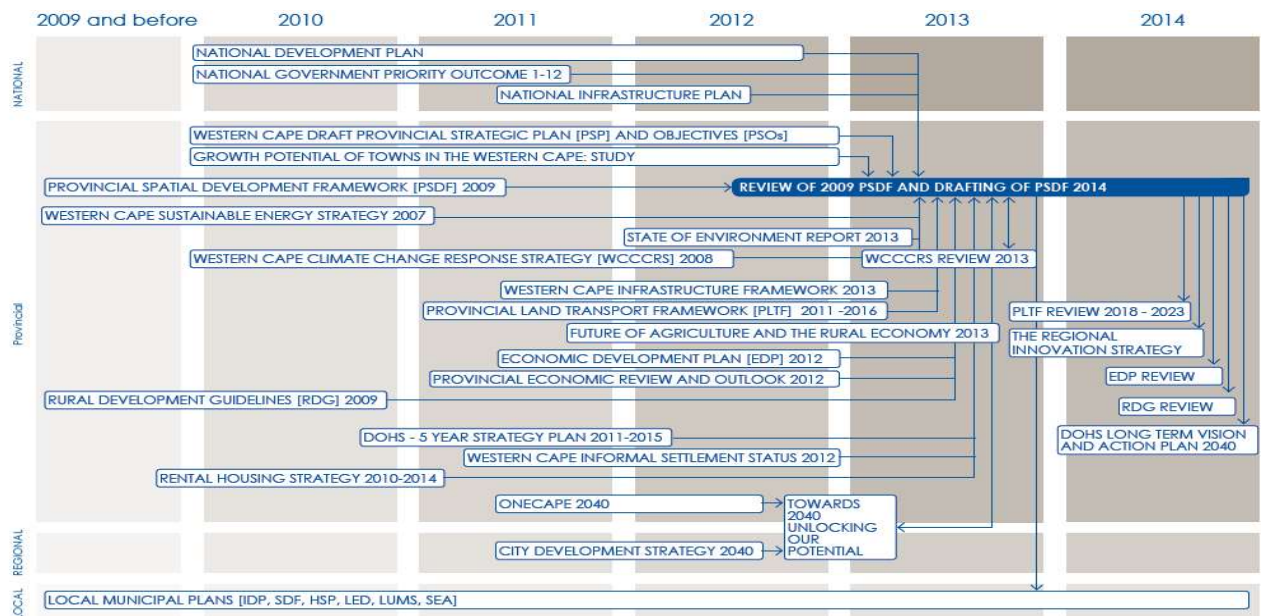 2009 and before
2010
2011
2012
2013
2014
NATIONAL
NATIONAL DEVELOPMENT PLAN
NATIONAL GOVERNMENT PRIORITY OUTCOME 1-12
NATIONAL INFRASTRUCTURE PLAN
Provincial
WESTERN CAPE DRAFT PROVINCIAL STRATEGIC PLAN [PSP] AND OBJECTIVES [PSOs]
GROWTH POTENTIAL OF TOWNS IN THE WESTERN CAPE: STUDY
PROVINCIAL SPATIAL DEVELOPMENT FRAMEWORK [PSDF] 2009
REVIEW OF 2009 PSDF AND DRAFTING OF PSDF 2014
WESTERN CAPE SUSTAINABLE ENERGY STRATEGY 2007
STATE OF ENVIRONMENT REPORT 2013
WESTERN CAPE CLIMATE CHANGE RESPONSE STRATEGY [WCCCRS] 2008
WCCCRS REVIEW 2013
WESTERN CAPE INFRASTRUCTURE FRAMEWORK 2013
PROVINCIAL LAND TRANSPORT FRAMEWORK [PLTF] 2011 -2016
PLTF REVIEW 2018 - 2023
FUTURE OF AGRICULTURE AND THE RURAL ECONOMY 2013
THE REGIONAL
INNOVATION STRATEGY
ECONOMIC DEVELOPMENT PLAN [EDP] 2012
PROVINCIAL ECONOMIC REVIEW AND OUTLOOK 2012
EDP REVIEW
RURAL DEVELOPMENT GUIDELINES [RDG] 2009
RDG REVIEW
DOHS - 5 YEAR STRATEGY PLAN 2011-2015
DOHS LONG TERM VISION
AND ACTION PLAN 2040
WESTERN CAPE INFORMAL SETTLEMENT STATUS 2012
RENTAL HOUSING STRATEGY 2010-2014
ONECAPE 2040
TOWARDS
2040
UNLOCKING
OUR
POTENTIAL
REGIONAL
CITY DEVELOPMENT STRATEGY 2040
LOCAL
LOCAL MUNICIPAL PLANS [IDP, SDF, HSP, LED, LUMS, SEA]